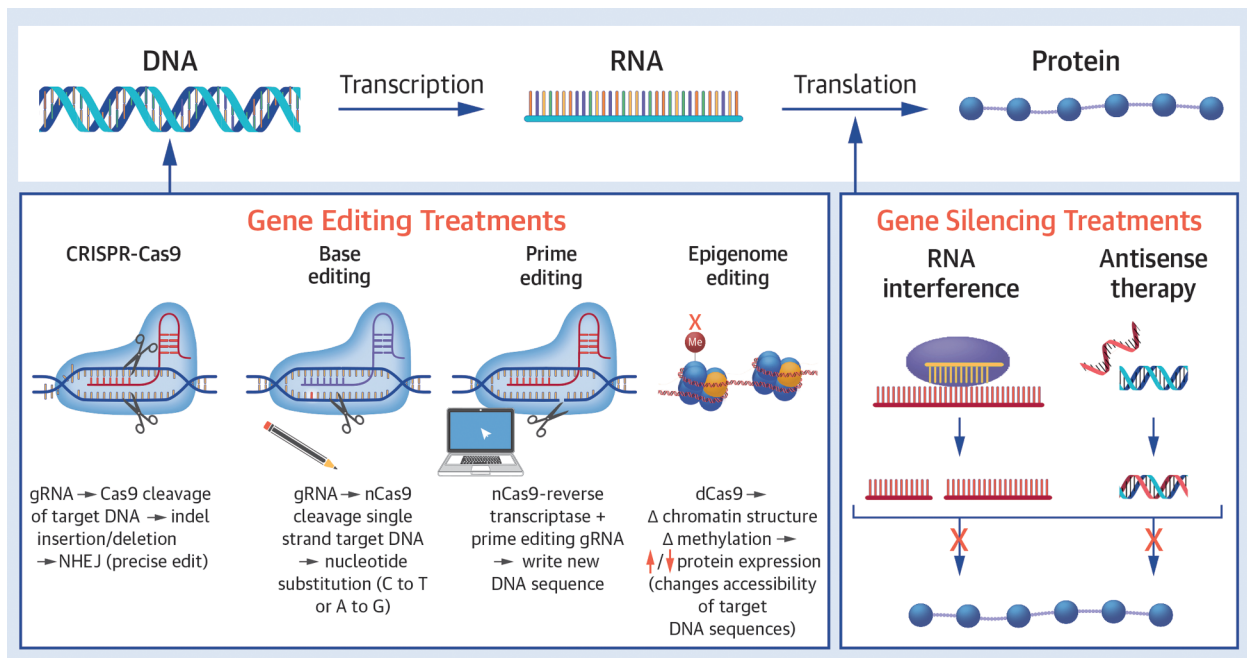 DNA
Transcription
RNA
Translation
Protein
Gene Editing Treatments
CRISPR-Cas9
Base
editing
Prime
editing
Epigenome
editing
X
Me
gRNA → Cas9 cleavage
of target DNA → indel
insertion/deletion
→ NHEJ (precise edit)
gRNA → nCas9
cleavage single
strand target DNA
→ nucleotide
substitution (C to T
or A to G)
nCas9-reverse
transcriptase +
prime editing gRNA
→ write new
DNA sequence
dCas9 →
Δ chromatin structure
Δ methylation →
↑/↓ protein expression
(changes accessibility
of target
DNA sequences)
Gene Silencing Treatments
RNA
interference
Antisense
therapy
X
X